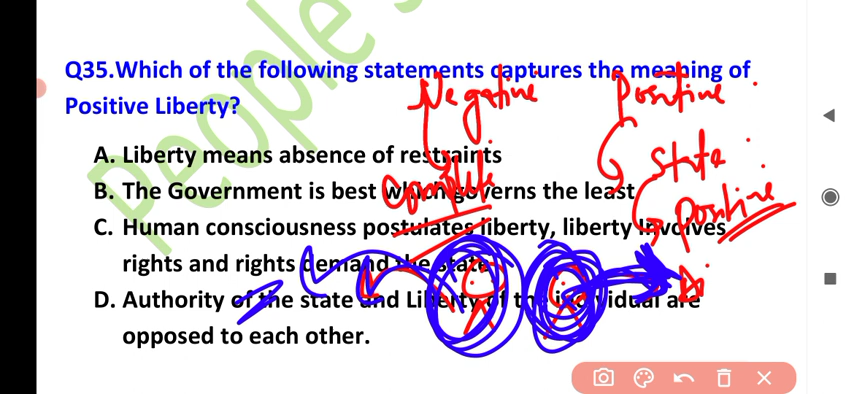 People's
Q35.Which of the following statements captures the meaning of
Positive Liberty?
Negative
Positive
A. Liberty means absence of restraints
State
B. The Government is best which governs the least
Complete
Positive
C. Human consciousness postulates liberty, liberty involves
rights and rights demand the state
D. Authority of the state and Liberty of the individual are
opposed to each other.